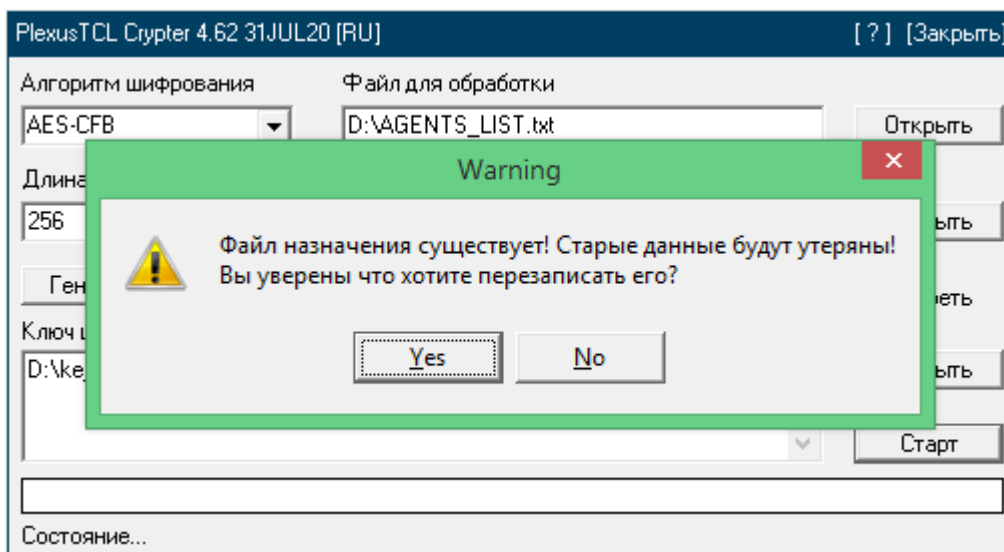 PlexusTCL Crypter 4.62 31JUL20 [RU] [ ? ] [Закрыть]
Алгоритм шифрования Файл для обработки
AES-CFB D:\AGENTS_LIST.txt Открыть
Warning
Длина
256
Файл назначения существует! Старые данные будут утеряны!
Вы уверены что хотите перезаписать его?
Ключ
Yes No
Старт
Состояние...